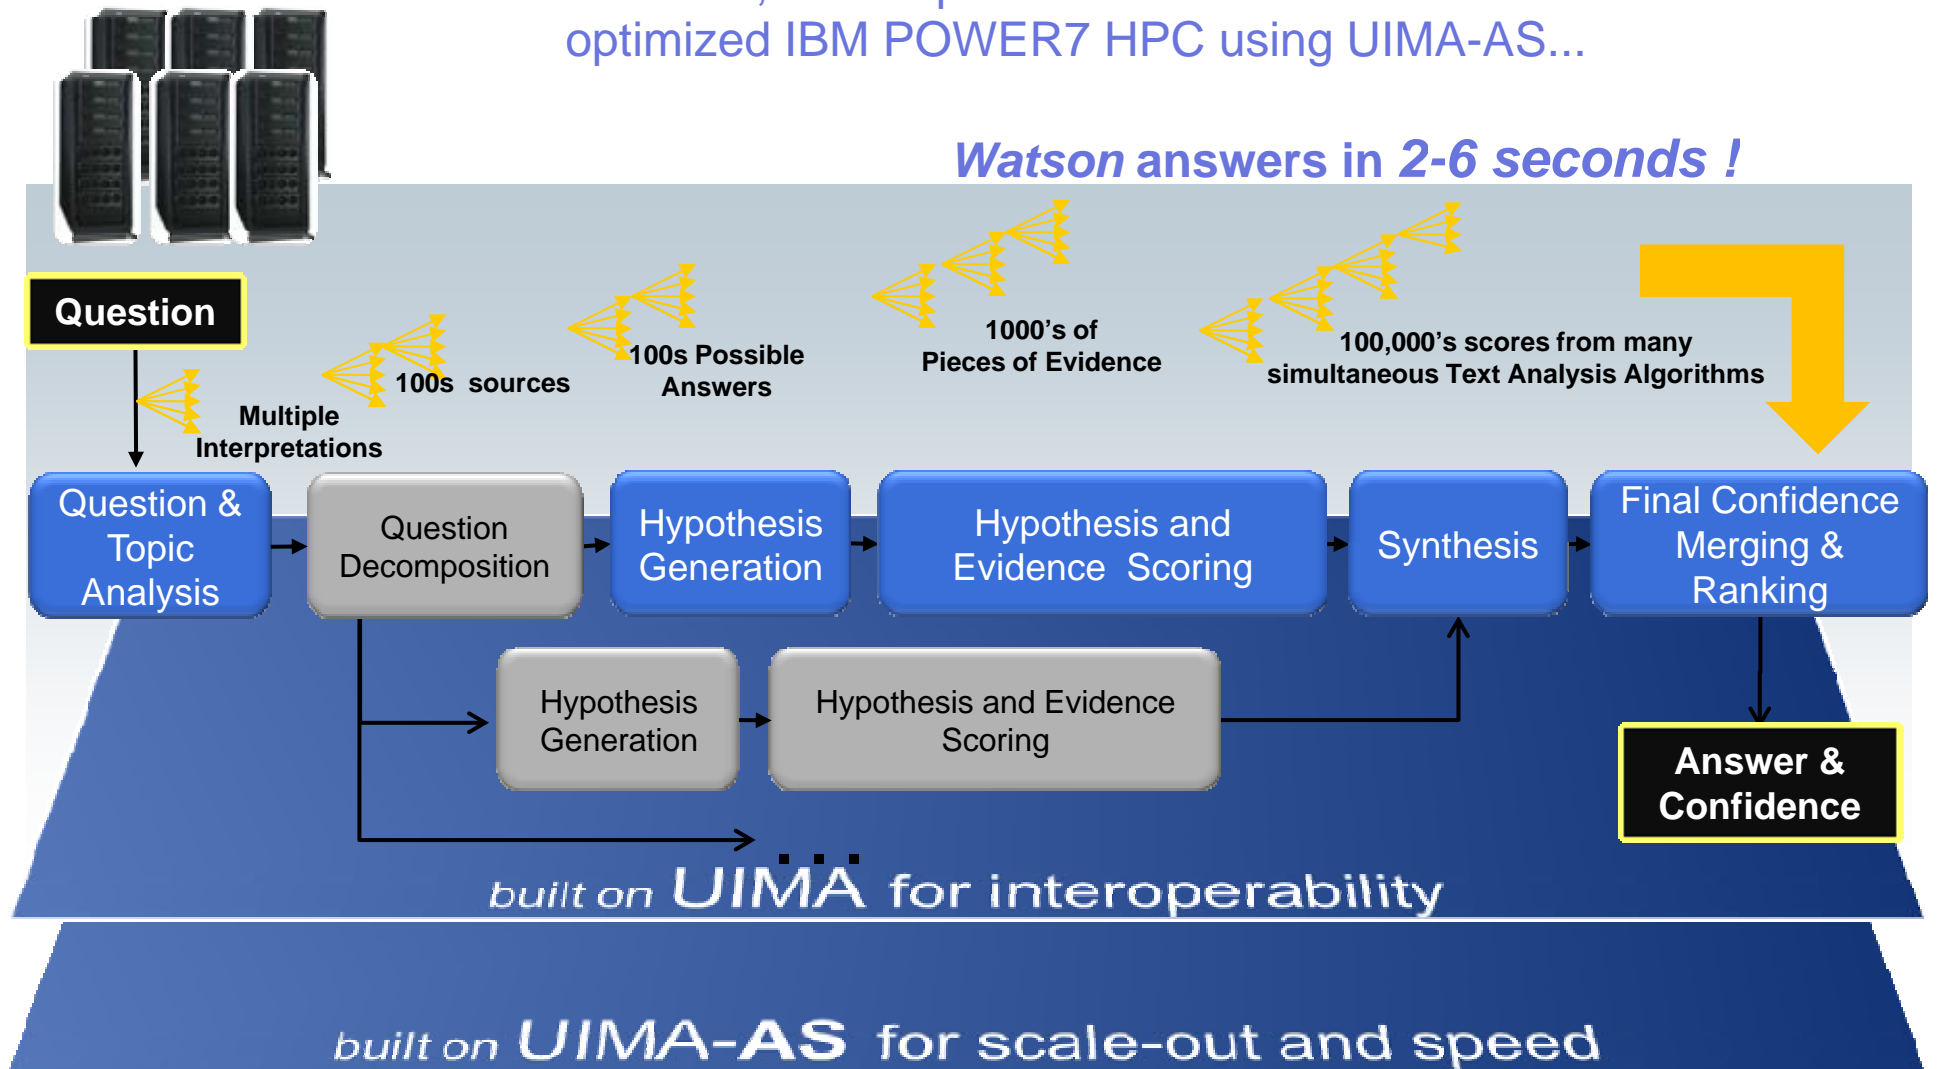 optimized IBM POWER7 HPC using UIMA-AS...
Watson answers in 2-6 seconds !
Question
Multiple
Interpretations
100s sources
100s Possible
Answers
1000's of
Pieces of Evidence
100,000's scores from many
simultaneous Text Analysis Algorithms
Question &
Topic
Analysis
Question
Decomposition
Hypothesis
Generation
Hypothesis and
Evidence Scoring
Synthesis
Final Confidence
Merging &
Ranking
Hypothesis
Generation
Hypothesis and Evidence
Scoring
Answer &
Confidence
...
built on UIMA for interoperability
built on UIMA-AS for scale-out and speed